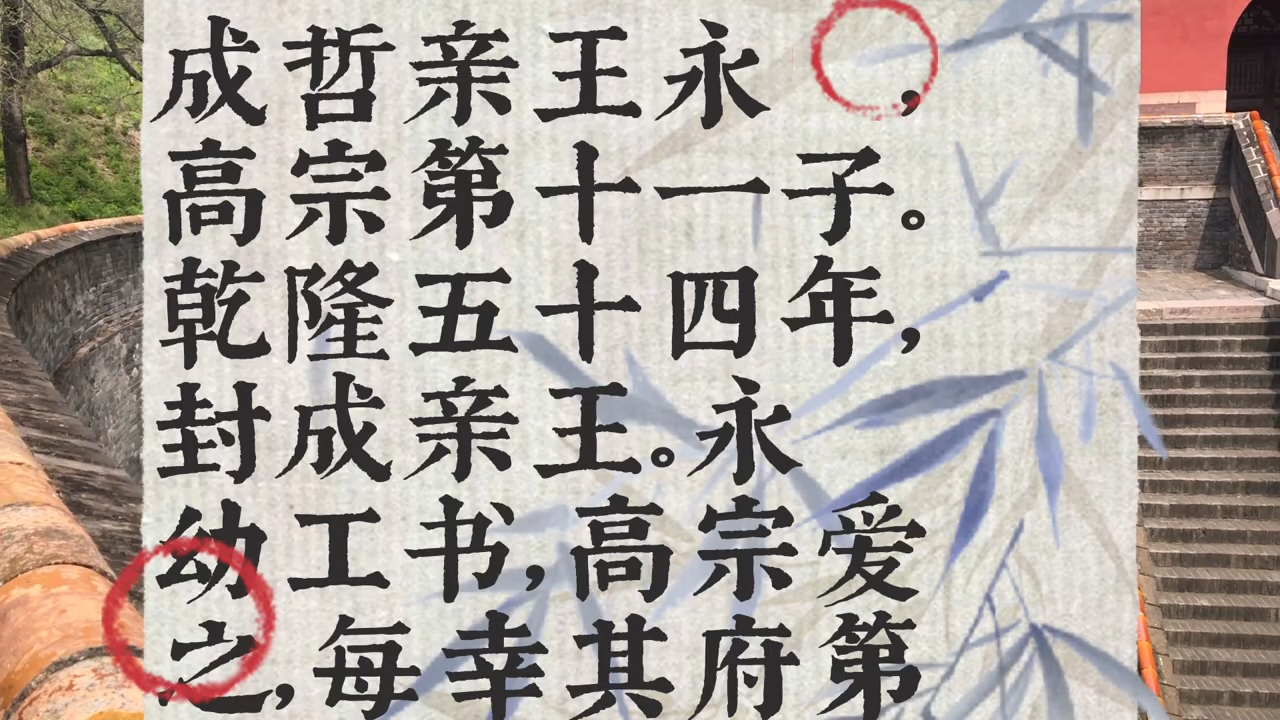 成哲亲王永 ,
高宗第十一子。
乾隆五十四年,
封成亲王。永
幼工书,高宗爱
之,每幸其府第